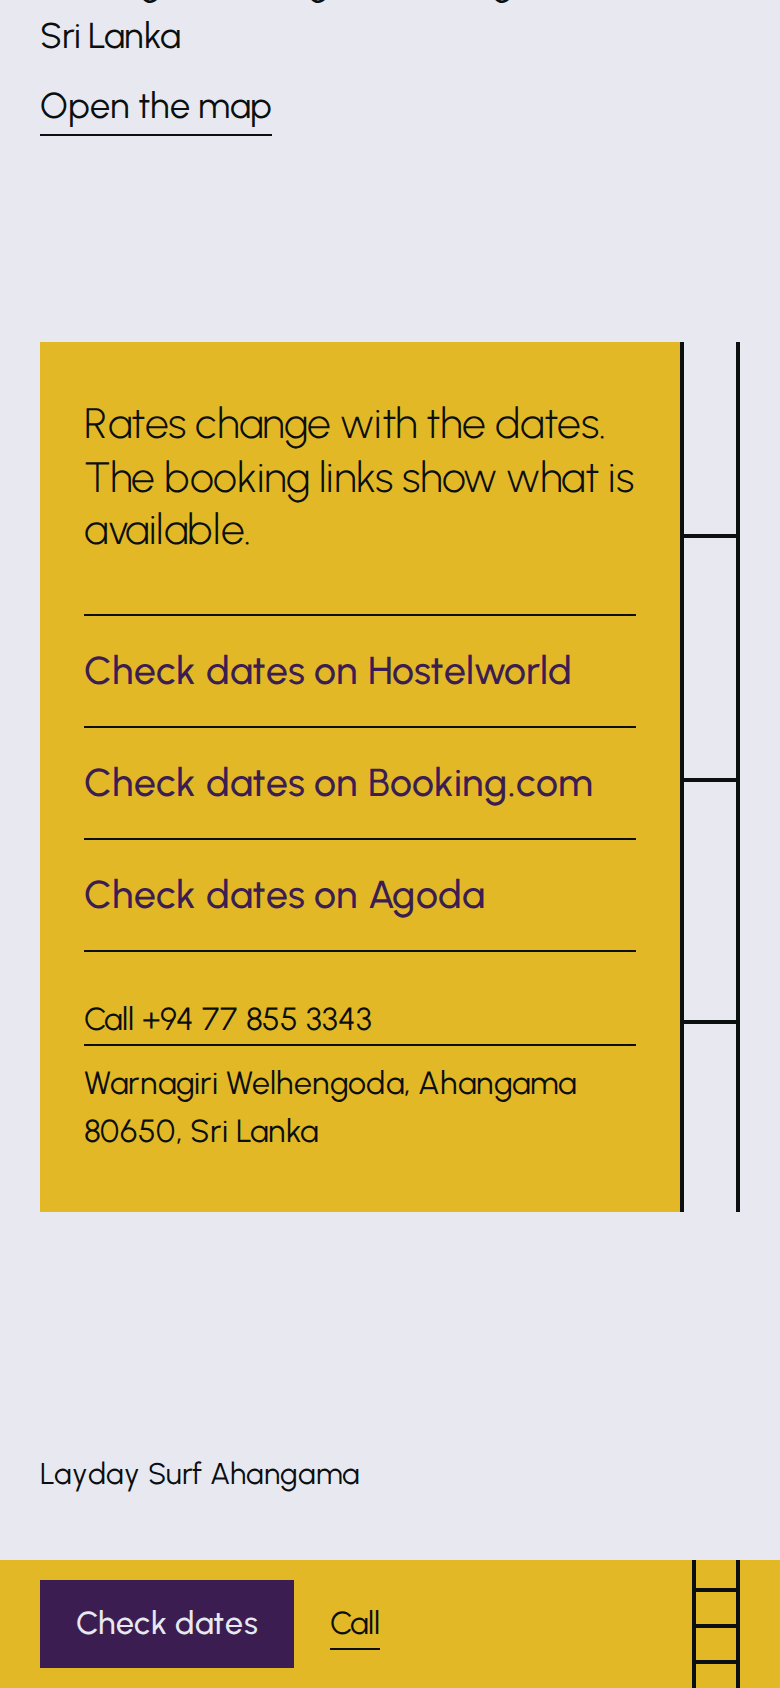 Sri Lanka
Open the map
Rates change with the dates.
The booking links show what is
available.
Check dates on Hostelworld
Check dates on Booking.com
Check dates on Agoda
Call +94 77 855 3343
Warnagiri Welhengoda, Ahangama
80650, Sri Lanka
Layday Surf Ahangama
Check dates
Call